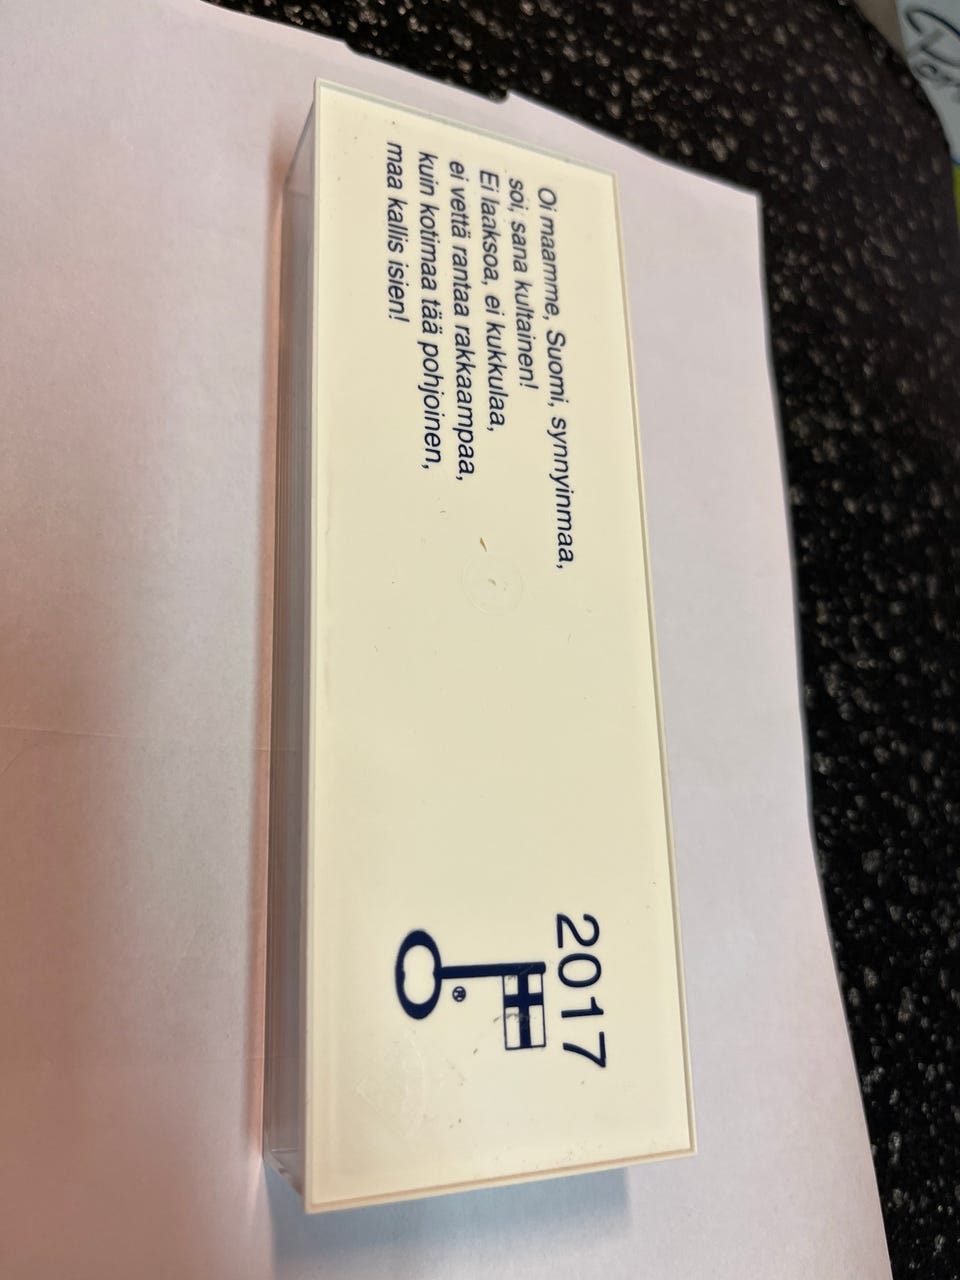 Oi maamme, Suomi, synnyinmaa,
soi, sana kultainen!
Ei laaksoa, ei kukkulaa,
ei vettä rantaa rakkaampaa,
kuin kotimaa tää pohjoinen,
maa kallis isien!
2017
®